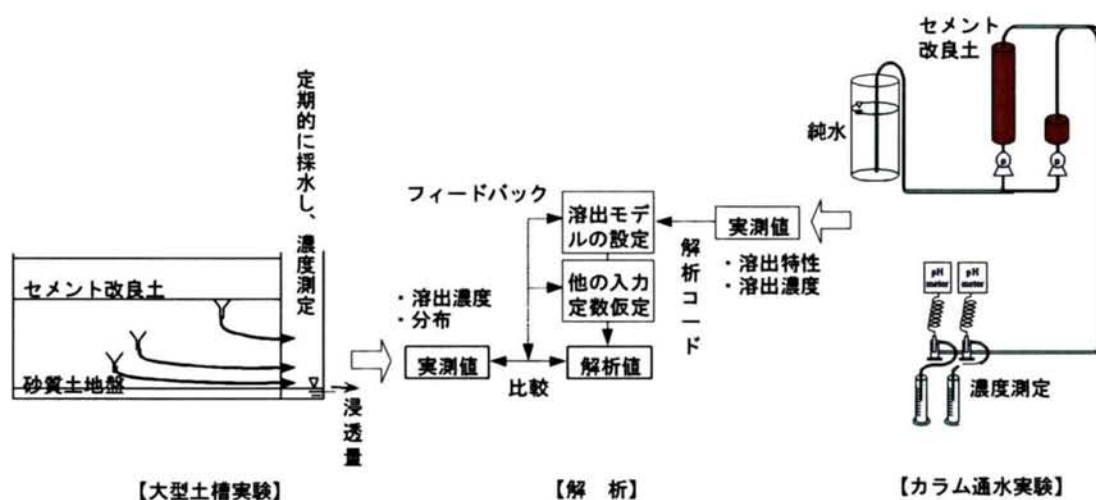 定期的に採水し、濃度測定
セメント改良土
砂質土地盤
浸透量
【大型土槽実験】
フィードバック
溶出モデ
ルの設定
他の入力
定数仮定
・溶出濃度
・分布
実測値
比較
解析値
解析コード
実測値
・溶出特性
・溶出濃度
【解 析】
セメント
改良土
純水
P
P
pH
meter
pH
meter
濃度測定
【カラム通水実験】